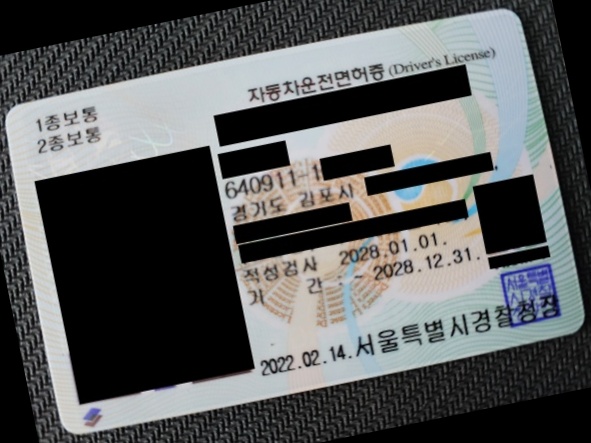 자동차운전면허증 (Driver's License)
1종보통
2종보통
640911-1
경기도 김포시
적성검사 2028.01.01.
기 간 : ~ 2028.12.31.
2022.02.14. 서울특별시경찰청장